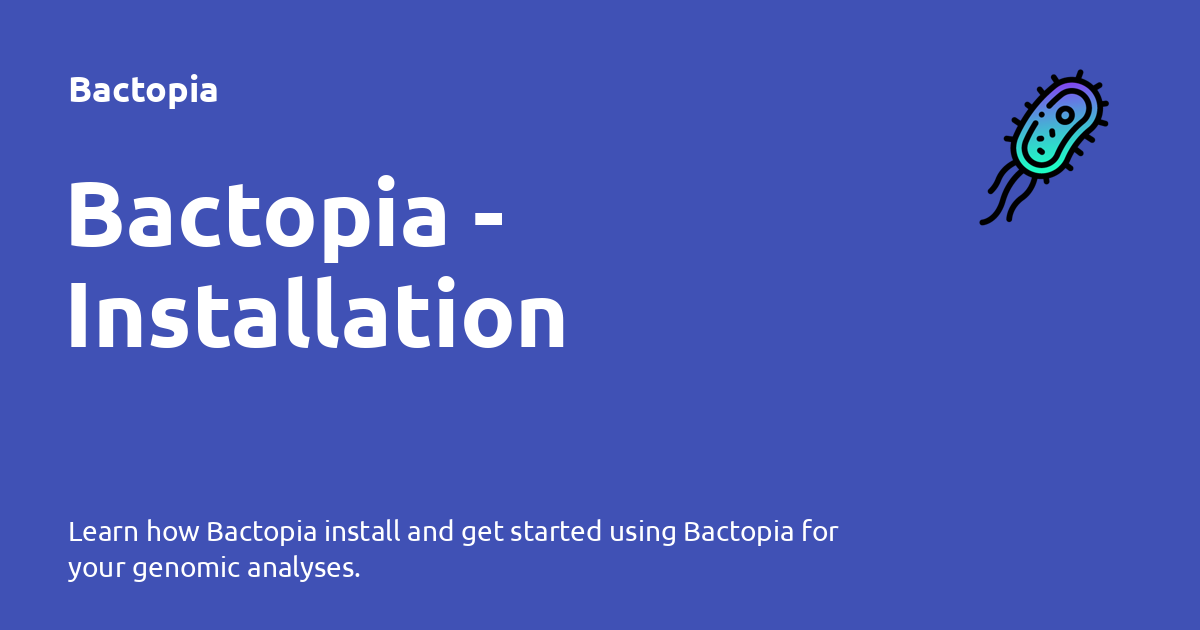 Bactopia
Bactopia -
Installation
Learn how Bactopia install and get started using Bactopia for
your genomic analyses.